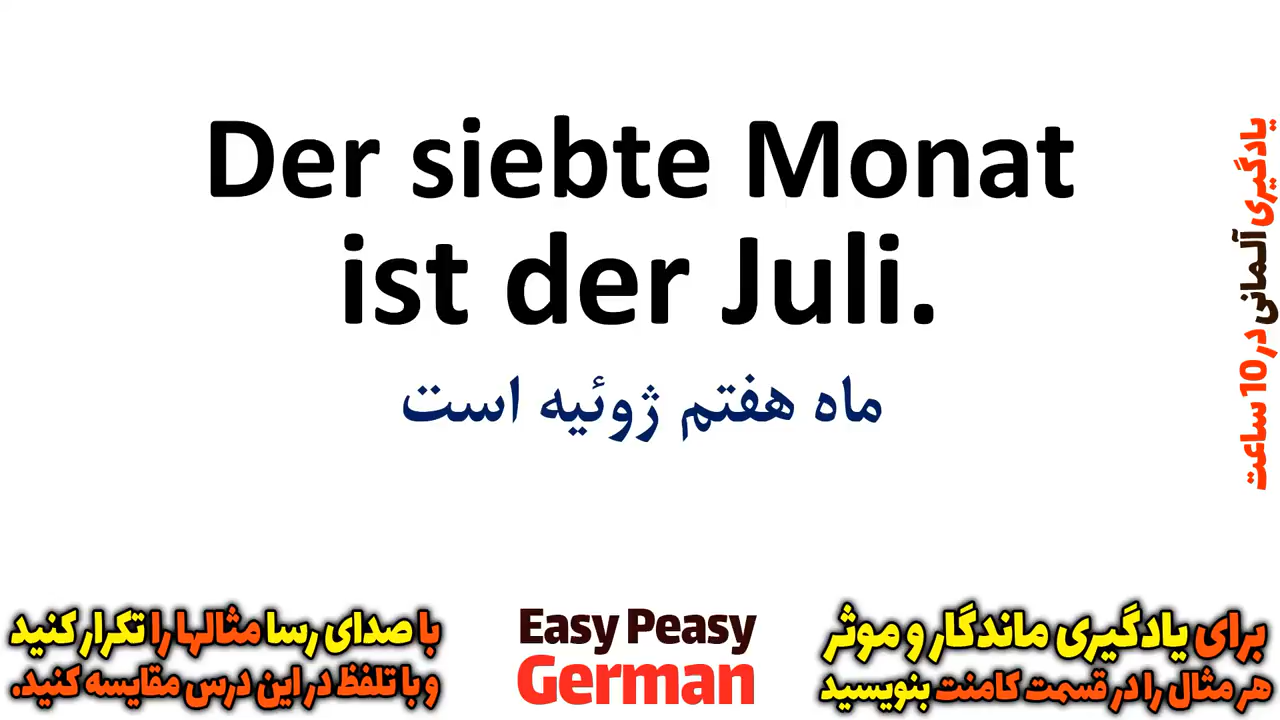 Der siebte Monat
ist der Juli.
ماه هفتم ژوئیه است
یادگیری آلمانی در 10 ساعت
با صدای رسا مثالها را تکرار کنید
و با تلفظ در این درس مقایسه کنید.
Easy Peasy
German
برای یادگیری ماندگار و موثر
هر مثال را در قسمت کامنت بنویسید